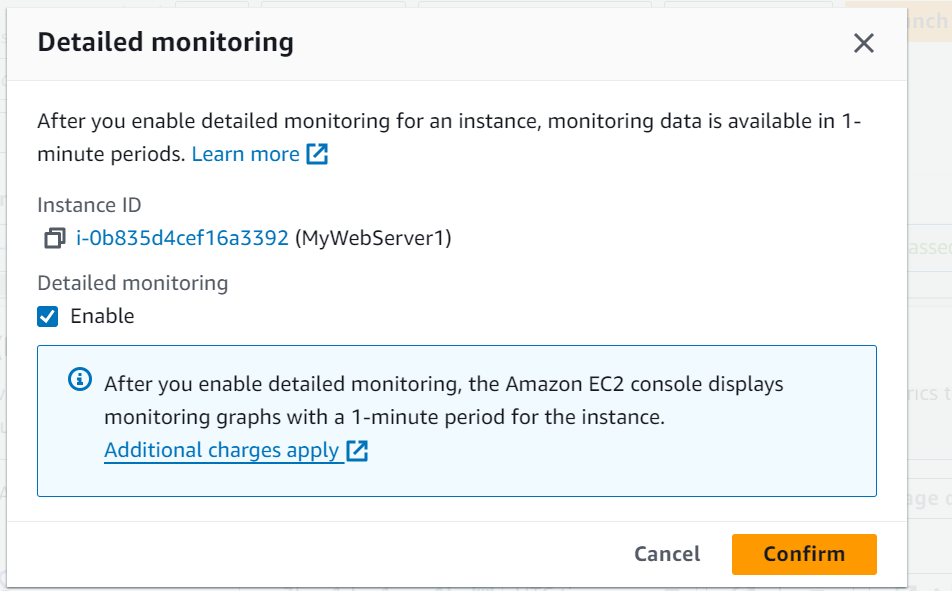 Detailed monitoring
After you enable detailed monitoring for an instance, monitoring data is available in 1-
minute periods. Learn more
Instance ID
i-0b835d4cef16a3392 (MyWebServer1)
Detailed monitoring
Enable
After you enable detailed monitoring, the Amazon EC2 console displays
monitoring graphs with a 1-minute period for the instance.
Additional charges apply
Cancel
Confirm